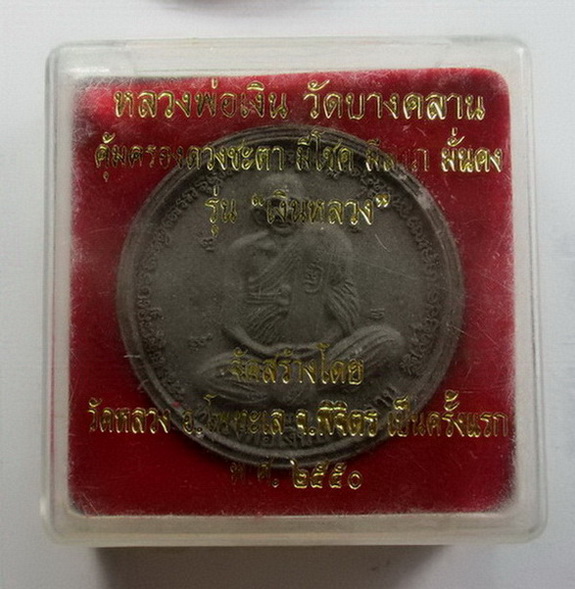 หลวงพ่อเงิน วัดบางคลาน
คุ้มครองดวงชะตา มีโชค มีลาภ มั่นคง
รุ่น “เงินหลวง”
จัดสร้างโดย
วัดหลวง อ.โพทะเล จ.พิจิตร เป็นครั้งแรก
พ.ศ. ๒๕๕๐